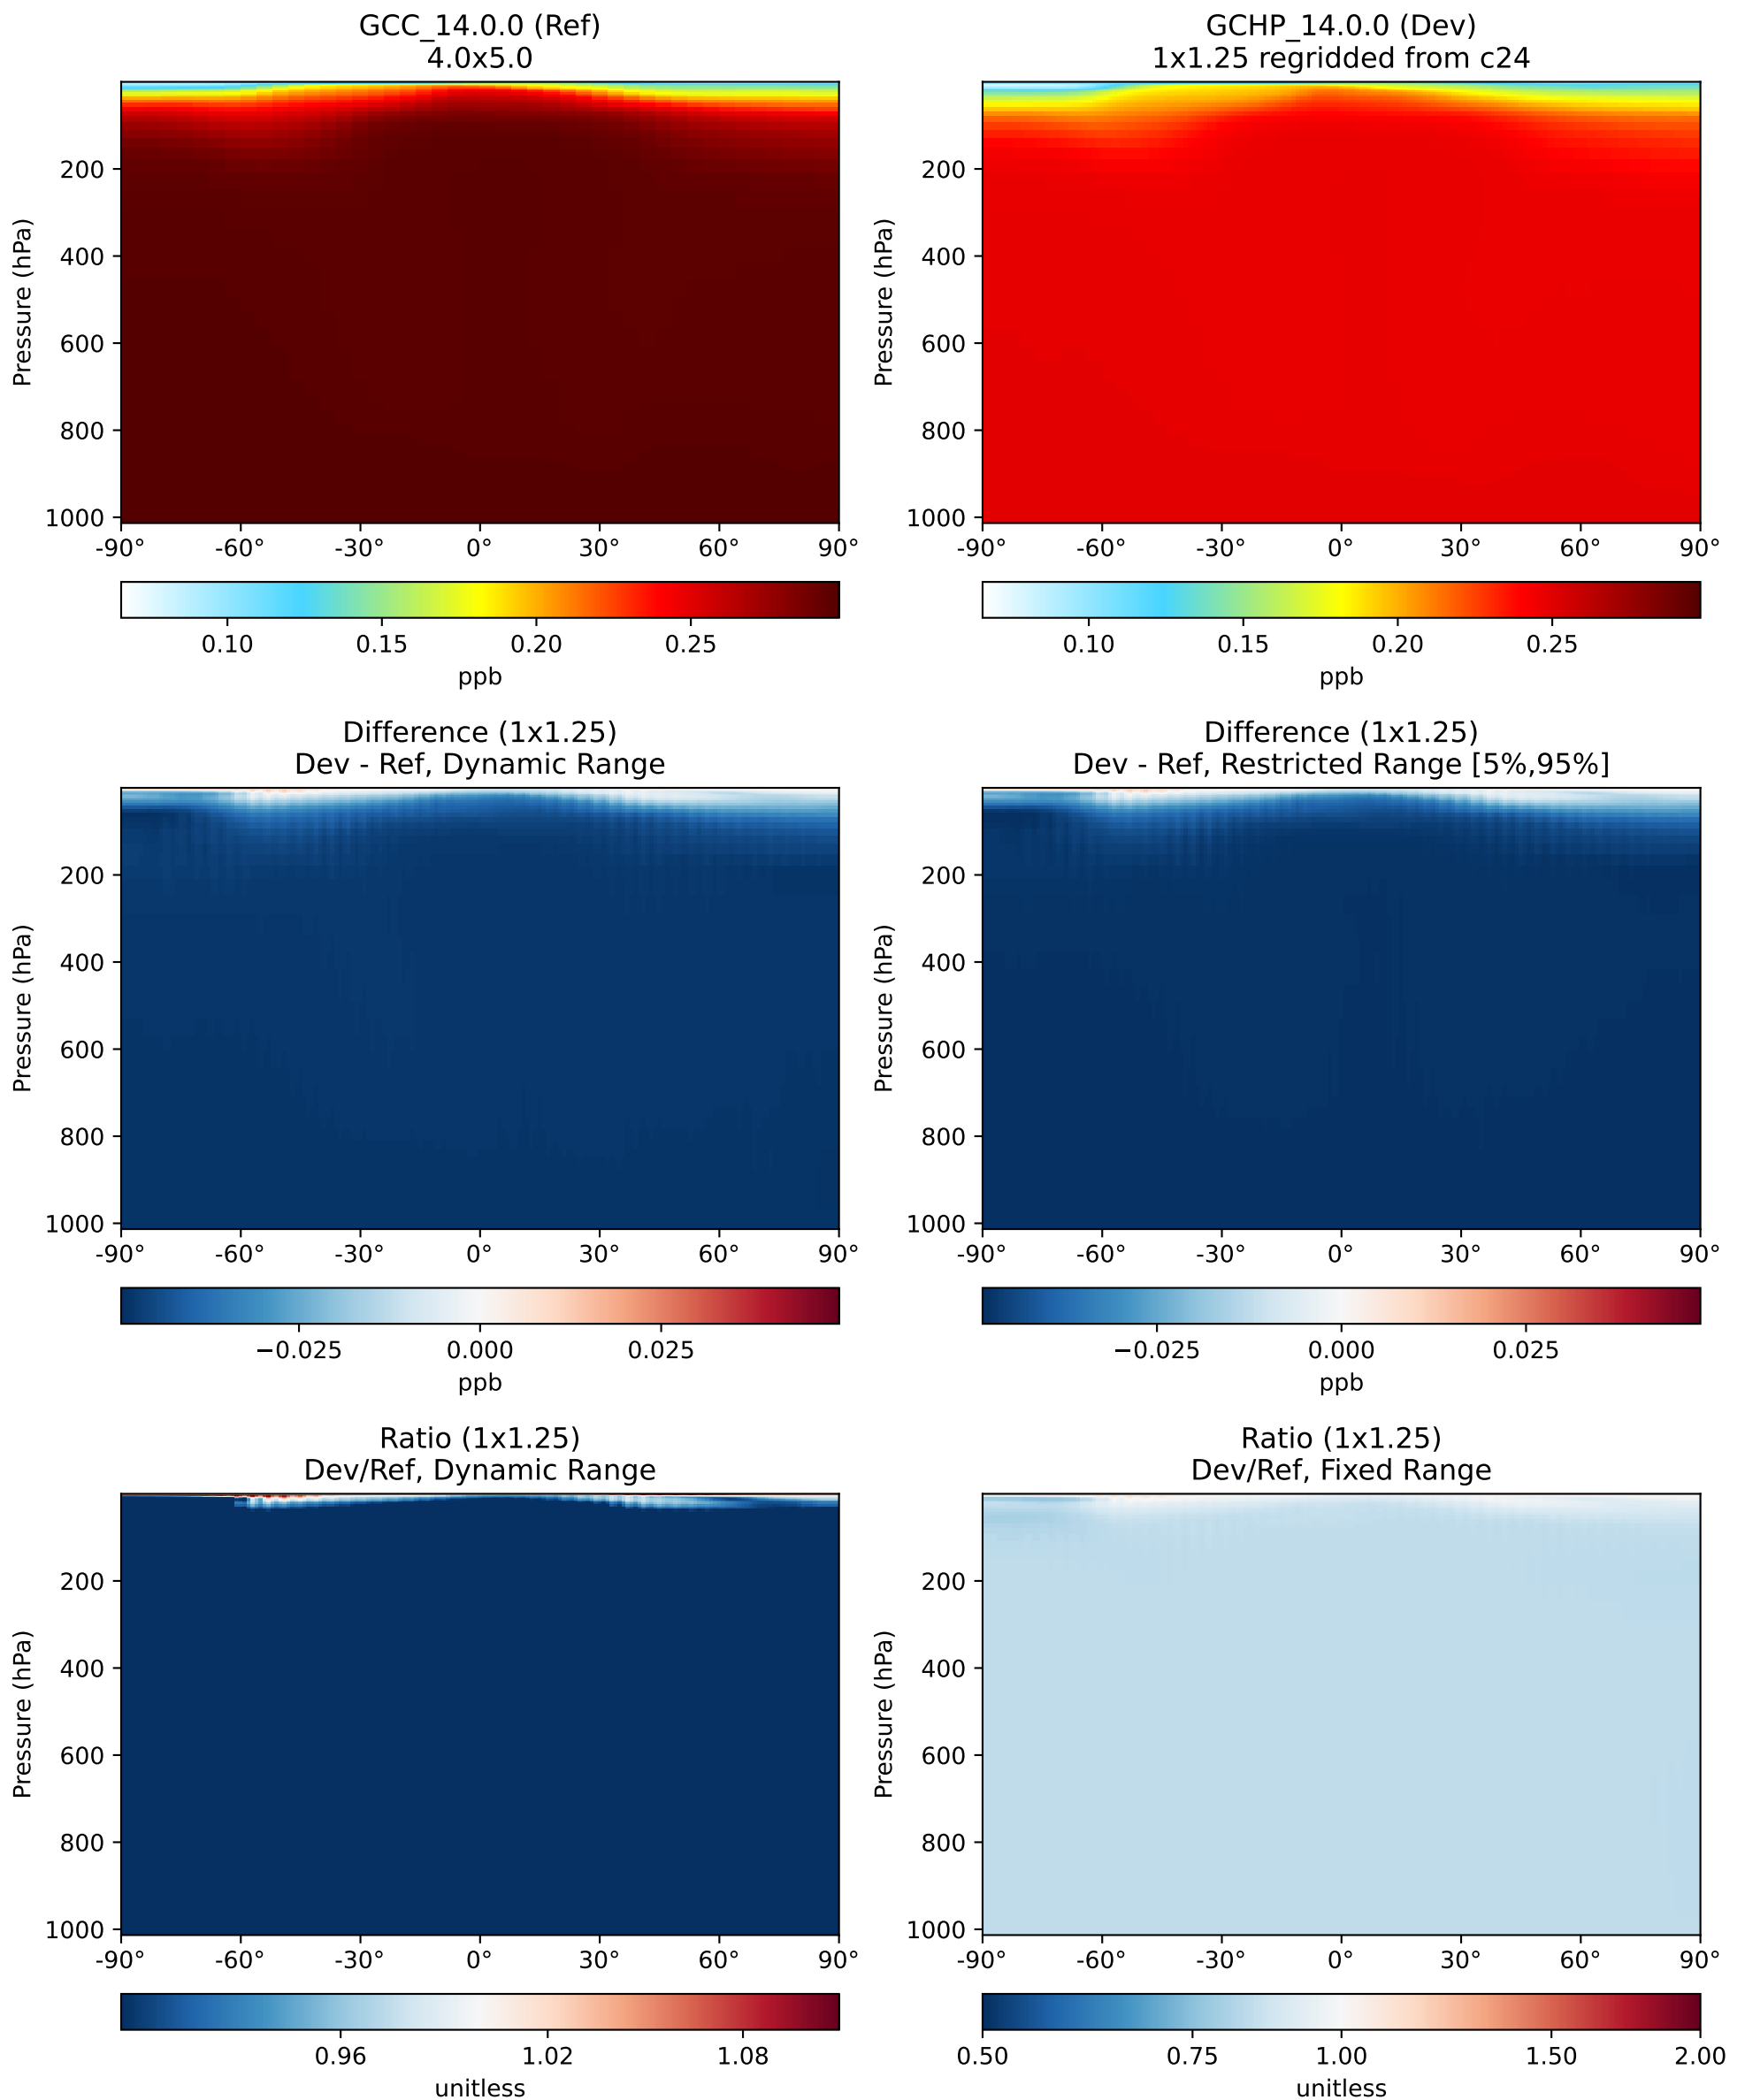 GCC_14.0.0 (Ref)
4.0x5.0
Pressure (hPa)
200
400
600
800
1000
-90° -60° -30° 0° 30° 60° 90°
0.10 0.15 0.20 0.25
ppb
GCHP_14.0.0 (Dev)
1x1.25 regridded from c24
Pressure (hPa)
200
400
600
800
1000
-90° -60° -30° 0° 30° 60° 90°
0.10 0.15 0.20 0.25
ppb
Difference (1x1.25)
Dev - Ref, Dynamic Range
Pressure (hPa)
200
400
600
800
1000
-90° -60° -30° 0° 30° 60° 90°
−0.025 0.000 0.025
ppb
Difference (1x1.25)
Dev - Ref, Restricted Range [5%,95%]
Pressure (hPa)
200
400
600
800
1000
-90° -60° -30° 0° 30° 60° 90°
−0.025 0.000 0.025
ppb
Ratio (1x1.25)
Dev/Ref, Dynamic Range
Pressure (hPa)
200
400
600
800
1000
-90° -60° -30° 0° 30° 60° 90°
0.96 1.02 1.08
unitless
Ratio (1x1.25)
Dev/Ref, Fixed Range
Pressure (hPa)
200
400
600
800
1000
-90° -60° -30° 0° 30° 60° 90°
0.50 0.75 1.00 1.50 2.00
unitless